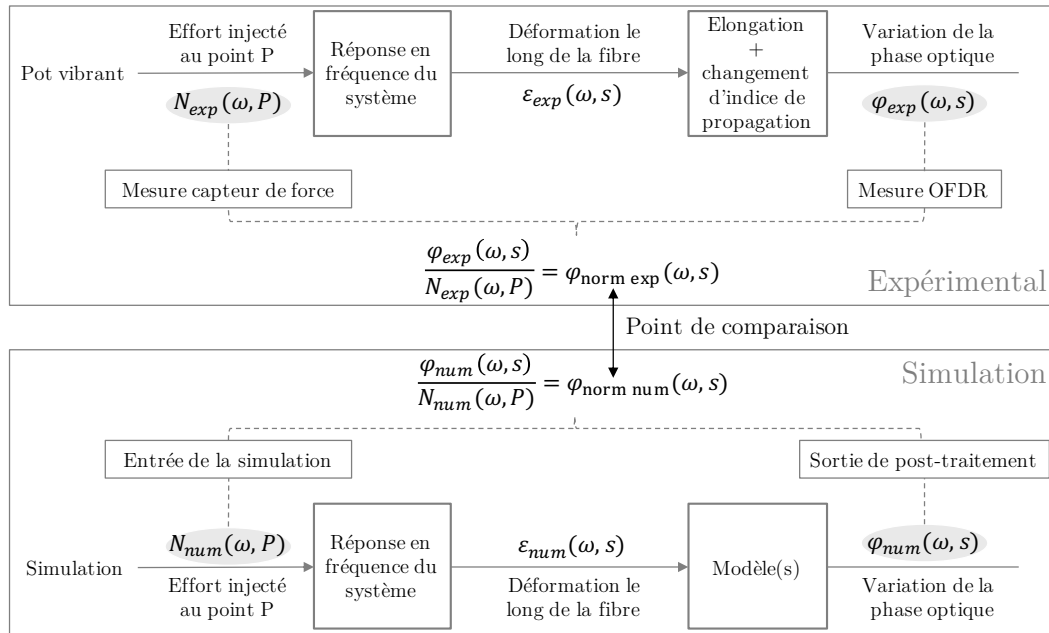 Pot vibrant
Effort injecté
au point P
N_exp(ω, P)
Réponse en
fréquence du
système
Déformation le
long de la fibre
ε_exp(ω, s)
Elongation
+
changement
d'indice de
propagation
Variation de la
phase optique
φ_exp(ω, s)
Mesure capteur de force
Mesure OFDR
φ_exp(ω, s) / N_exp(ω, P) = φ_norm exp(ω, s)
Expérimental
Point de comparaison
Simulation
φ_num(ω, s) / N_num(ω, P) = φ_norm num(ω, s)
Entrée de la simulation
Sortie de post-traitement
Simulation
N_num(ω, P)
Effort injecté
au point P
Réponse en
fréquence du
système
ε_num(ω, s)
Déformation le
long de la fibre
Modèle(s)
φ_num(ω, s)
Variation de la
phase optique